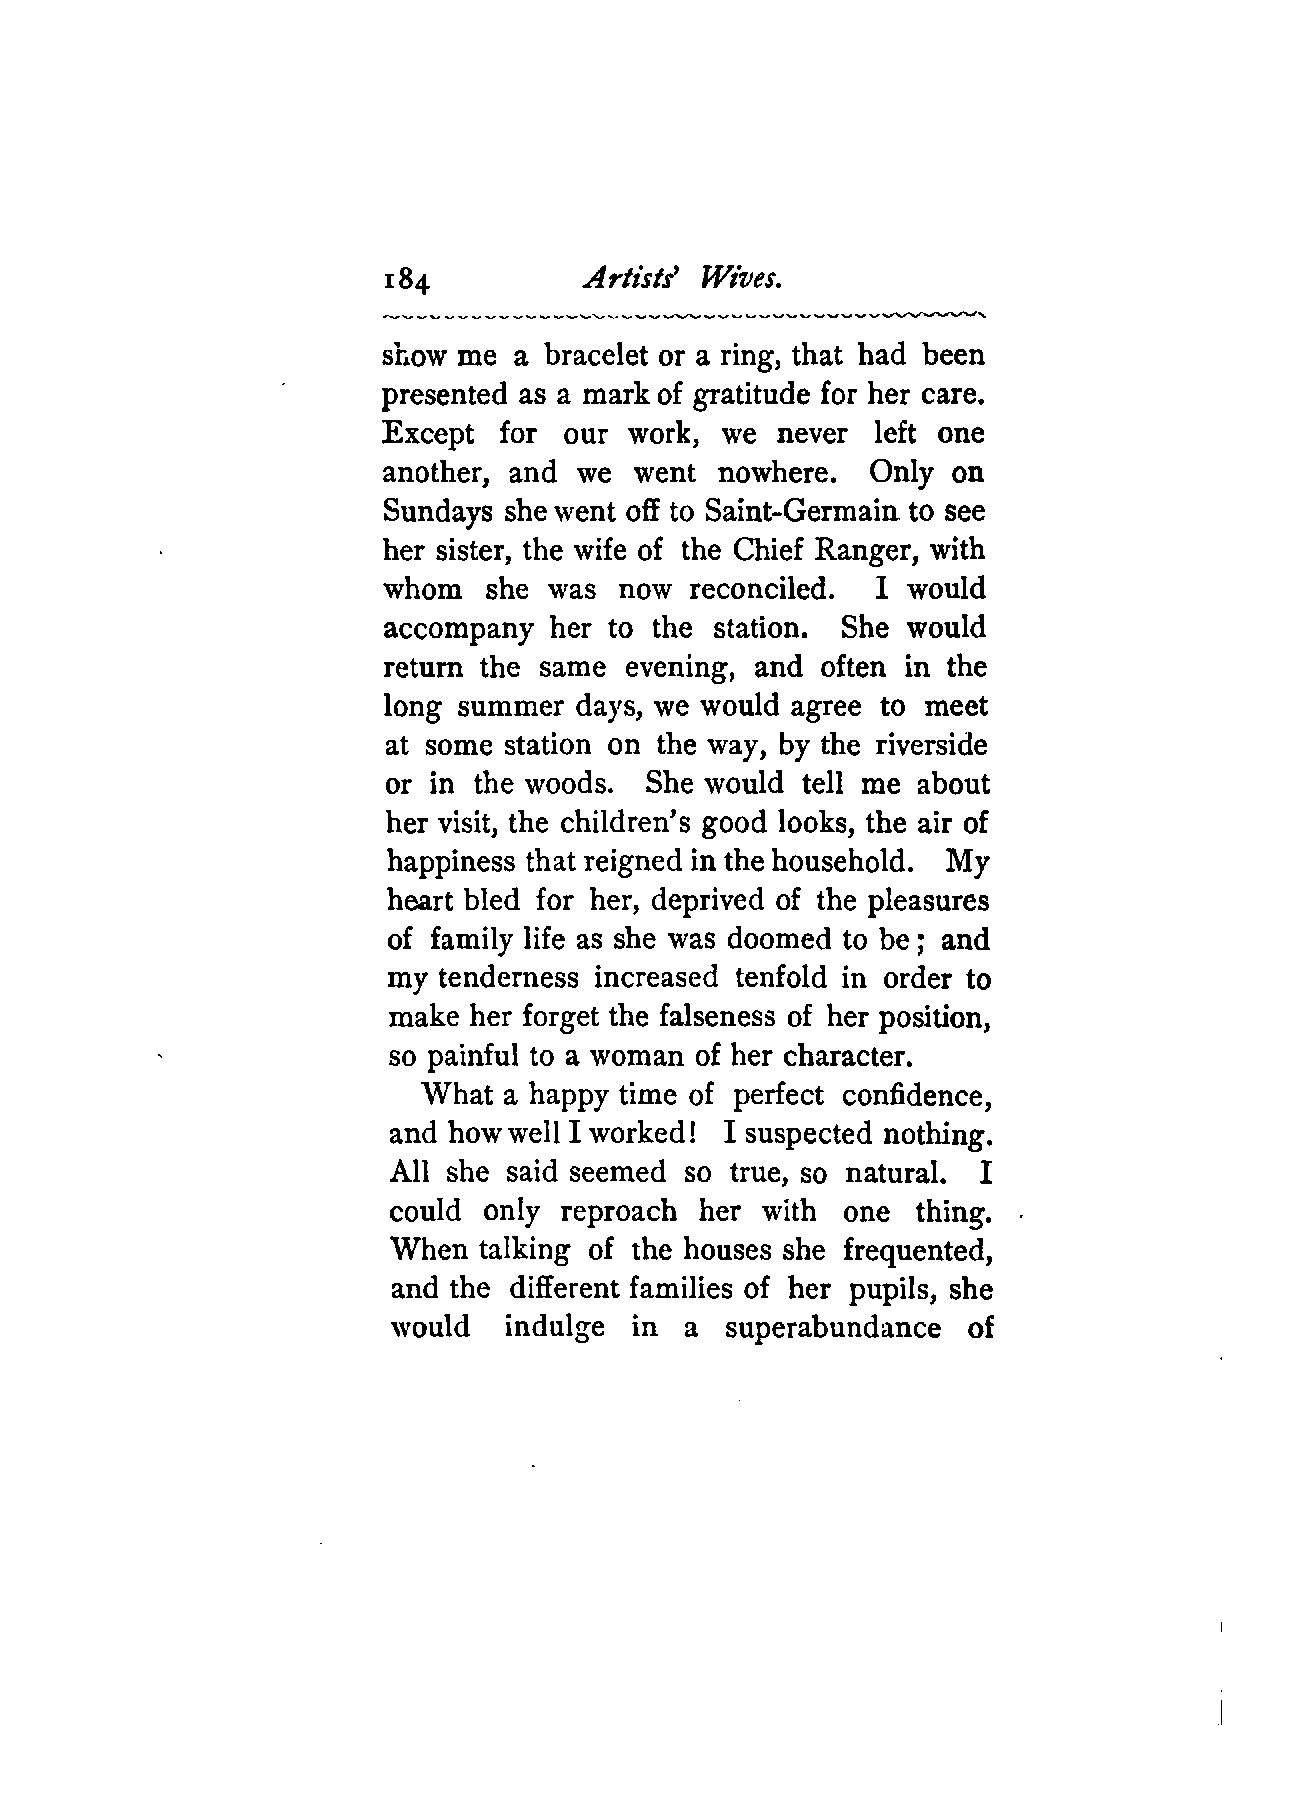 184 Artists' Wives.
show me a bracelet or a ring, that had been
presented as a mark of gratitude for her care.
Except for our work, we never left one
another, and we went nowhere. Only on
Sundays she went off to Saint-Germain to see
her sister, the wife of the Chief Ranger, with
whom she was now reconciled. I would
accompany her to the station. She would
return the same evening, and often in the
long summer days, we would agree to meet
at some station on the way, by the riverside
or in the woods. She would tell me about
her visit, the children's good looks, the air of
happiness that reigned in the household. My
heart bled for her, deprived of the pleasures
of family life as she was doomed to be; and
my tenderness increased tenfold in order to
make her forget the falseness of her position,
so painful to a woman of her character.
What a happy time of perfect confidence,
and how well I worked! I suspected nothing.
All she said seemed so true, so natural. I
could only reproach her with one thing.
When talking of the houses she frequented,
and the different families of her pupils, she
would indulge in a superabundance of